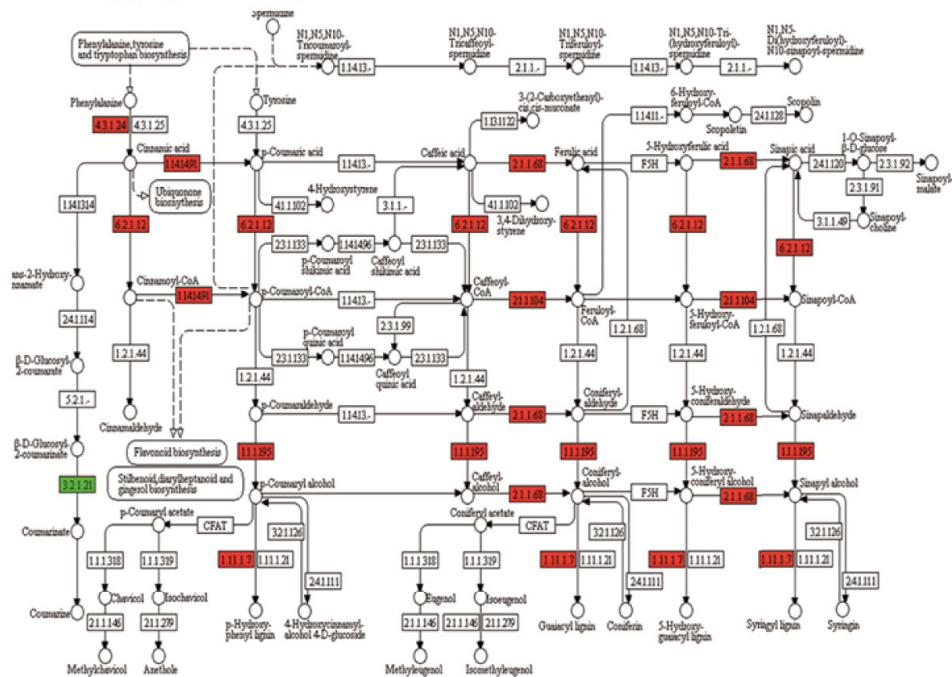 Spermidine
Phenylalanine, tyrosine
and tryptophan biosynthesis
N1,N5,N10-
Tricoumaroyl-
spermidine
N1,N5,N10-
Tricaffeoyl-
spermidine
N1,N5,N10-
Triferuloyl-
spermidine
N1,N5,N10-Tri-
(hydroxyferuloyl)-
spermidine
N1,N5-
Di(hydroxyferuloyl)-
N10-sinapoyl-spermidine
1.14.13.-
2.1.1.-
1.14.13.-
2.1.1.-
Phenylalanine
Tyrosine
3-(2-Carboxyethenyl)-
cis,cis-muconate
6-Hydroxy-
feruloyl-CoA
Scopolin
4.3.1.24
4.3.1.25
4.3.1.25
1.13.11.22
1.14.11.-
Scopoletin
2.4.1.128
Cinnamic acid
1.14.14.91
p-Coumaric acid
1.14.13.-
Caffeic acid
2.1.1.68
Ferulic acid
F5H
5-Hydroxyferulic acid
2.1.1.68
Sinapic acid
2.4.1.120
1-O-Sinapoyl-
β-D-glucose
2.3.1.92
Sinapoyl-
malate
Ubiquonone
biosynthesis
4-Hydroxystyrene
4.1.1.102
3.1.1.-
4.1.1.102
3,4-Dihydroxy-
styrene
2.3.1.91
3.1.1.49
Sinapoyl-
choline
1.14.13.14
6.2.1.12
6.2.1.12
6.2.1.12
6.2.1.12
6.2.1.12
6.2.1.12
2.3.1.133
1.14.14.96
2.3.1.133
p-Coumaroyl
shikimic acid
Caffeoyl
shikimic acid
ans-2-Hydroxy-
nnamate
Cinnamoyl-CoA
1.14.14.91
p-Coumaroyl-CoA
1.14.13.-
Caffeoyl-
CoA
2.1.1.104
Feruloyl-
CoA
5-Hydroxy-
feruloyl-CoA
2.1.1.104
Sinapoyl-CoA
2.4.1.114
p-Coumaroyl
quinic acid
2.3.1.99
1.2.1.68
1.2.1.68
1.2.1.44
2.3.1.133
1.14.14.96
Caffeoyl
quinic acid
2.3.1.133
1.2.1.44
1.2.1.44
1.2.1.44
β-D-Glucosyl-
2-coumarate
1.2.1.44
1.2.1.44
5.2.1.-
Cinnamaldehyde
p-Coumaraldehyde
1.14.13.-
Caffeyl-
aldehyde
2.1.1.68
Coniferyl-
aldehyde
F5H
5-Hydroxy-
coniferaldehyde
2.1.1.68
Sinapaldehyde
β-D-Glucosyl-
2-coumarinate
Flavonoid biosynthesis
1.1.1.195
1.1.1.195
1.1.1.195
1.1.1.195
1.1.1.195
3.2.1.21
Stilbenoid, diarylheptanoid and
gingerol biosynthesis
p-Coumaryl alcohol
Caffeyl-
alcohol
2.1.1.68
Coniferyl-
alcohol
F5H
5-Hydroxy-
coniferyl alcohol
2.1.1.68
Sinapyl alcohol
Coumarinate
p-Coumaryl acetate
CFAT
Coniferyl acetate
CFAT
3.2.1.126
3.2.1.126
3.2.1.126
1.1.1.318
1.1.1.319
1.11.1.7
1.11.1.21
1.1.1.318
1.1.1.319
1.11.1.7
1.11.1.21
1.11.1.7
1.11.1.21
1.11.1.7
1.11.1.21
2.4.1.111
2.4.1.111
2.4.1.111
Coumarine
Chavicol
Isochavicol
Eugenol
Isoeugenol
2.1.1.146
2.1.1.279
p-Hydroxy-
phenyl lignin
4-Hydroxycinnamyl-
alcohol 4-D-glucoside
2.1.1.146
2.1.1.146
2.1.1.279
Guaiacyl lignin
Coniferin
5-Hydroxy-
guaiacyl lignin
Syringyl lignin
Syringin
Methylchavicol
Anethole
Methyleugenol
Isomethyleugenol